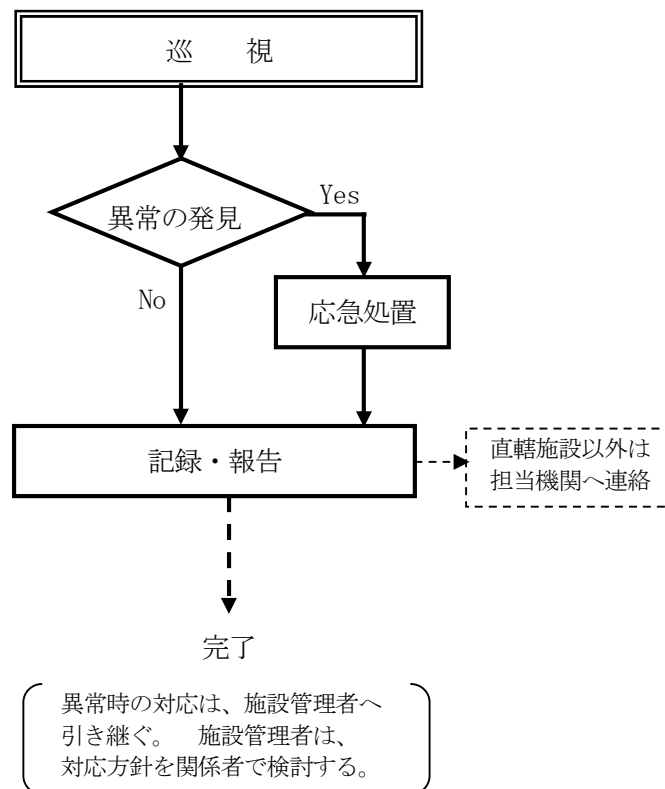 巡　視
異常の発見
Yes
No
応急処置
記録・報告
直轄施設以外は
担当機関へ連絡
完了
異常時の対応は、施設管理者へ
引き継ぐ。　施設管理者は、
対応方針を関係者で検討する。